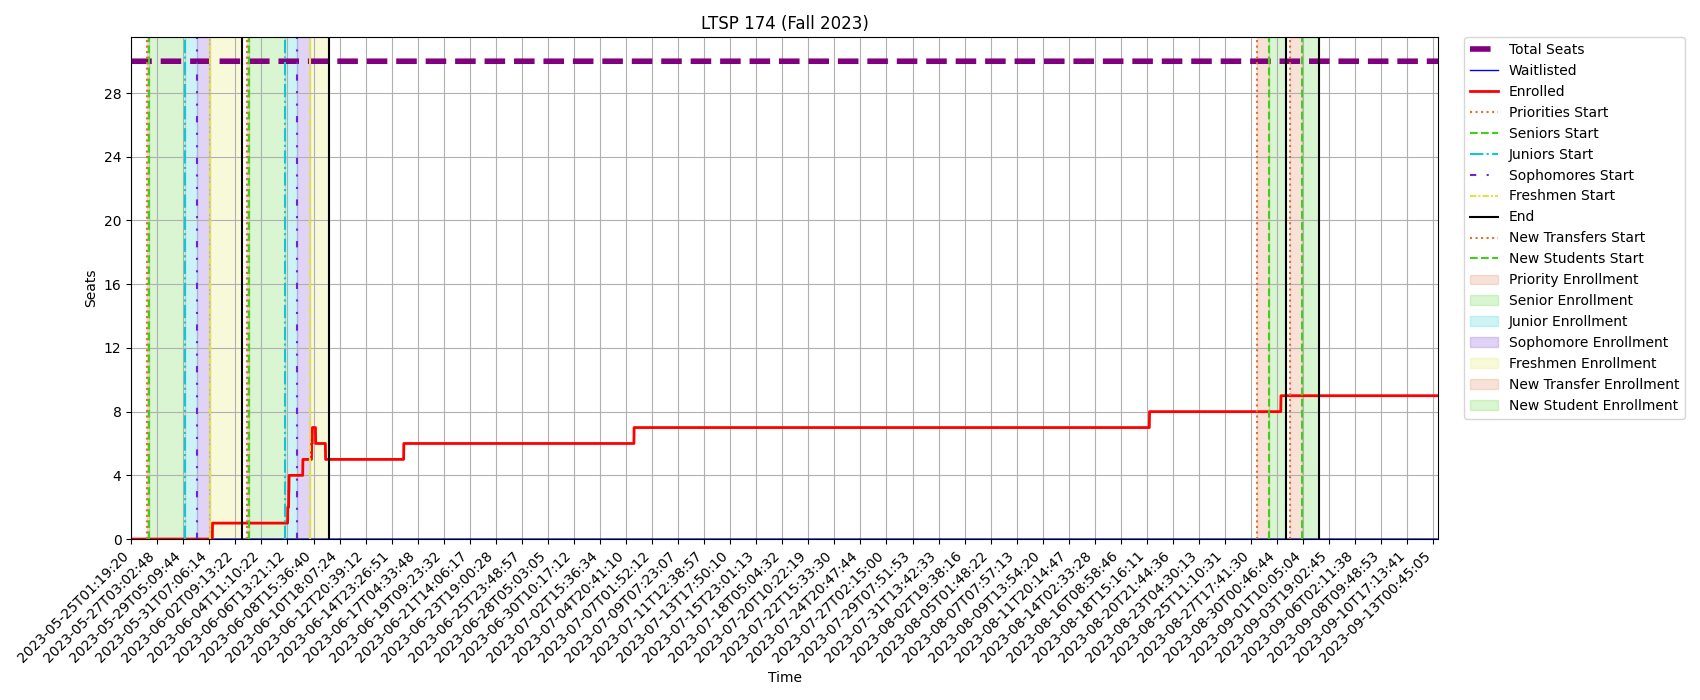 LTSP 174 (Fall 2023)
Seats
28
24
20
16
12
8
4
0
2023-05-25T01:19:20
2023-05-27T03:02:48
2023-05-29T05:09:44
2023-05-31T07:06:14
2023-06-02T09:13:22
2023-06-04T11:10:22
2023-06-06T13:21:12
2023-06-08T15:36:40
2023-06-10T18:07:24
2023-06-12T20:39:12
2023-06-14T23:26:51
2023-06-17T04:33:48
2023-06-19T09:23:32
2023-06-21T14:06:17
2023-06-23T19:00:28
2023-06-25T23:48:57
2023-06-28T05:03:05
2023-06-30T10:17:12
2023-07-02T15:36:34
2023-07-04T20:41:10
2023-07-07T01:52:12
2023-07-09T07:23:07
2023-07-11T12:38:57
2023-07-13T17:50:10
2023-07-15T23:01:13
2023-07-18T05:04:32
2023-07-20T10:22:19
2023-07-22T15:33:30
2023-07-24T20:47:44
2023-07-27T02:15:00
2023-07-29T07:51:53
2023-07-31T13:42:33
2023-08-02T19:38:16
2023-08-05T01:48:22
2023-08-07T07:57:13
2023-08-09T13:54:20
2023-08-11T20:14:47
2023-08-14T02:33:28
2023-08-16T08:58:46
2023-08-18T15:16:11
2023-08-20T21:44:36
2023-08-23T04:30:13
2023-08-25T11:10:31
2023-08-27T17:41:30
2023-08-30T00:46:44
2023-09-01T10:05:04
2023-09-03T19:02:45
2023-09-06T02:11:38
2023-09-08T09:48:53
2023-09-10T17:13:41
2023-09-13T00:45:05
Time
Total Seats
Waitlisted
Enrolled
Priorities Start
Seniors Start
Juniors Start
Sophomores Start
Freshmen Start
End
New Transfers Start
New Students Start
Priority Enrollment
Senior Enrollment
Junior Enrollment
Sophomore Enrollment
Freshmen Enrollment
New Transfer Enrollment
New Student Enrollment